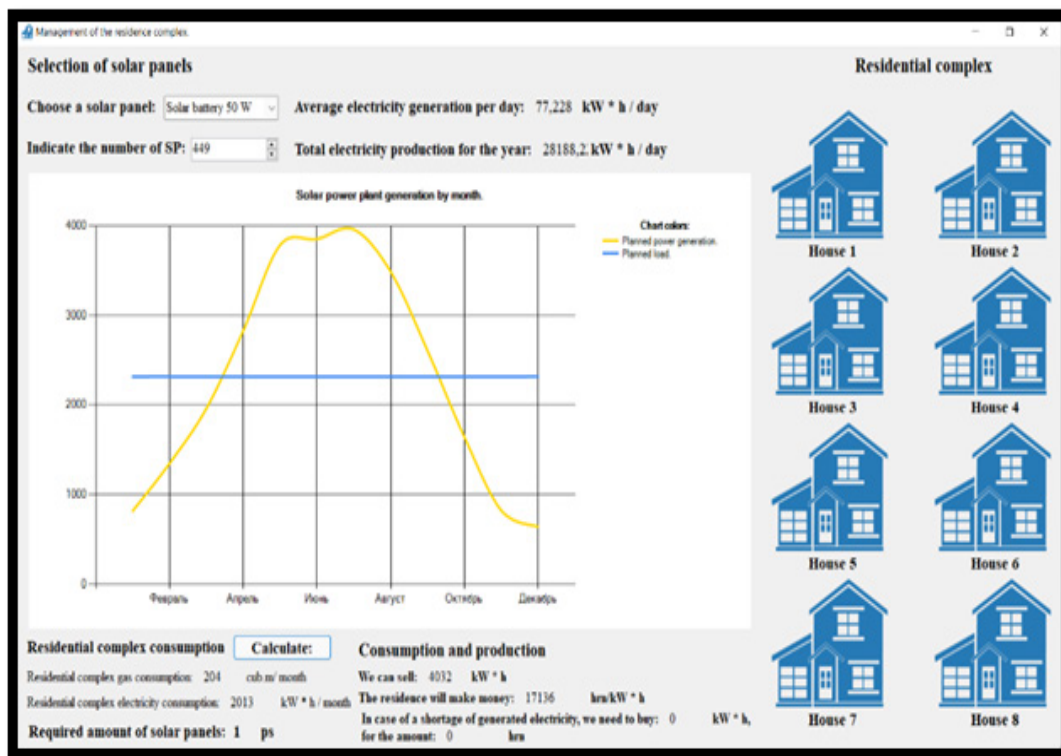 Management of the residence complex.
Selection of solar panels
Choose a solar panel: Solar battery 50 W
Average electricity generation per day: 77,228 kW * h / day
Indicate the number of SP: 449
Total electricity production for the year: 28188,2 kW * h / day
Solar power plant generation by month.
4000
3000
2000
1000
0
Февраль Апрель Июнь Август Октябрь Декабрь
Chart colors:
Planned power generation.
Planned load.
Residential complex
House 1 House 2
House 3 House 4
House 5 House 6
House 7 House 8
Residential complex consumption Calculate:
Residential complex gas consumption: 204 cub m/ month
Residential complex electricity consumption: 2013 kW * h / month
Required amount of solar panels: 1 ps
Consumption and production
We can sell: 4032 kW * h
The residence will make money: 17136 hrn/kW * h
In case of a shortage of generated electricity, we need to buy: 0 kW * h,
for the amount: 0 hrn